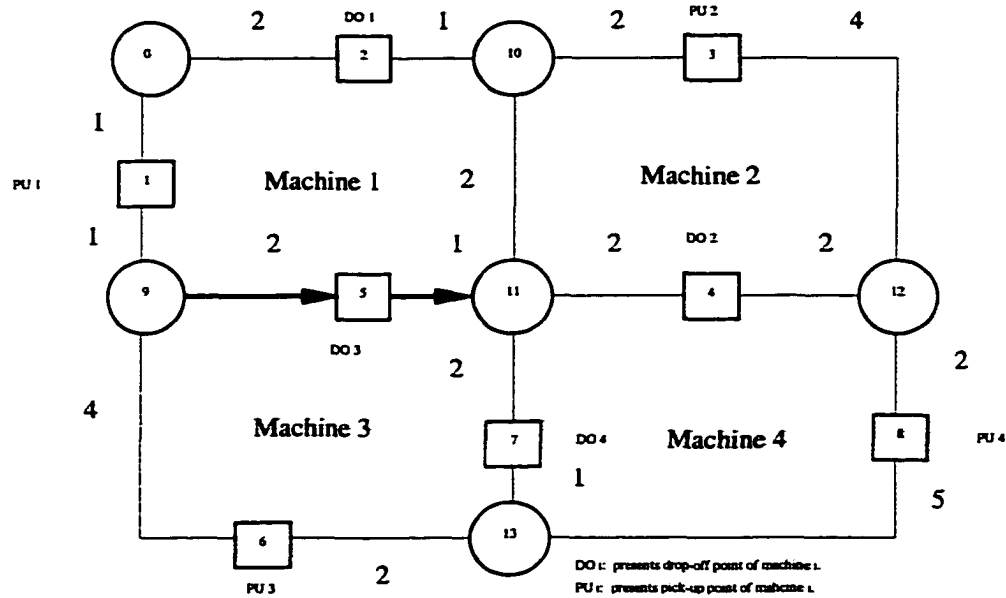 DO 1
PU 2
2
1
2
4
0
2
10
3
1
PU 1
1
Machine 1
2
Machine 2
1
2
1
2
DO 2
2
9
5
11
4
12
DO 3
2
2
4
Machine 3
7
DO 4
Machine 4
8
PU 4
1
5
6
13
PU 3
2
DO i: presents drop-off point of machine i.
PU i: presents pick-up point of mahcine i.